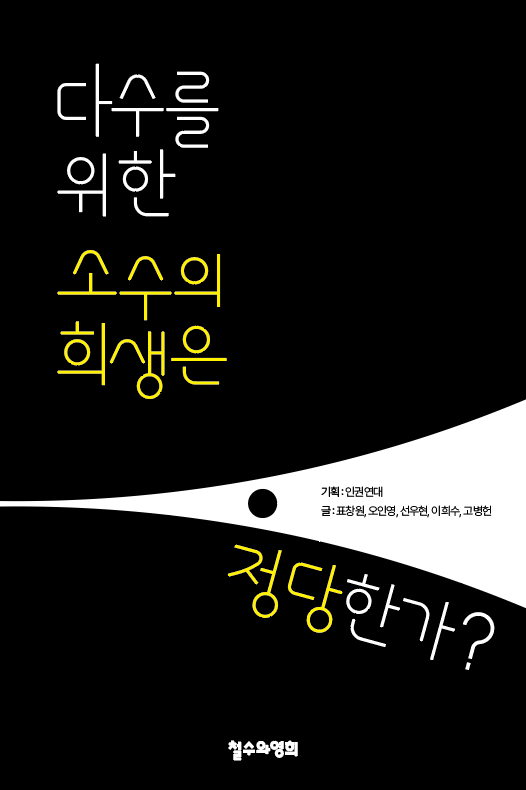 다수를
위한
소수의
희생은
기획 : 인권연대
글 : 표창원, 오인영, 선우현, 이희수, 고병헌
정당한가?
철수와영희